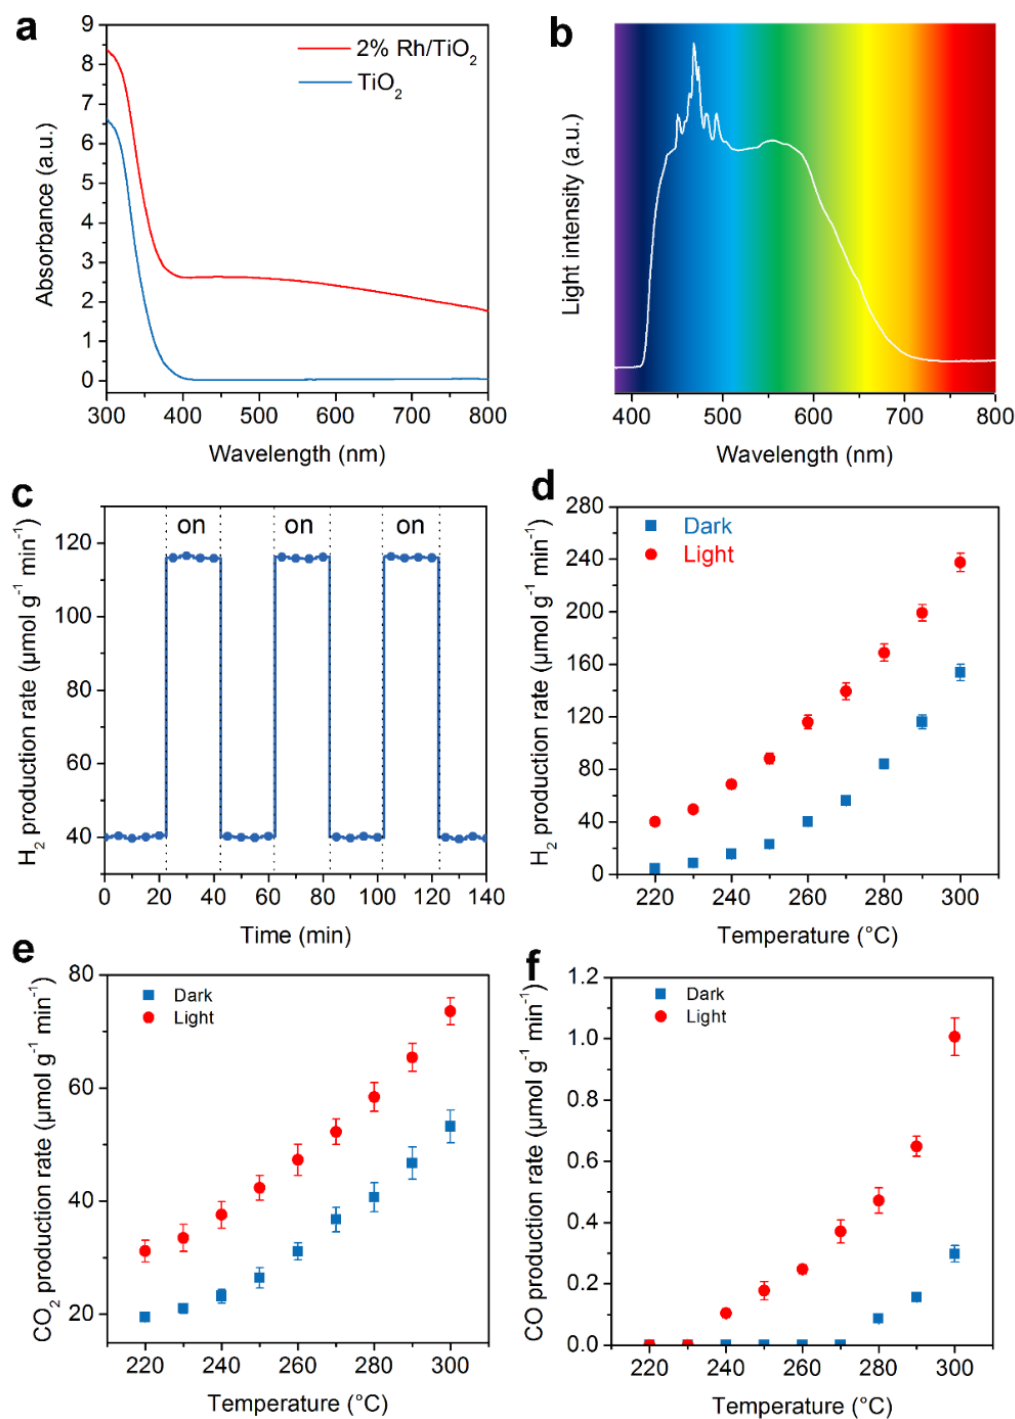 a
9
8
7
6
5
4
3
2
1
0
300 400 500 600 700 800
Absorbance (a.u.)
Wavelength (nm)
2% Rh/TiO₂
TiO₂
b
Light intensity (a.u.)
400 500 600 700 800
Wavelength (nm)
c
on on on
120
100
80
60
40
0 20 40 60 80 100 120 140
H₂ production rate (µmol g⁻¹ min⁻¹)
Time (min)
d
280
240
200
160
120
80
40
0
220 240 260 280 300
H₂ production rate (µmol g⁻¹ min⁻¹)
Temperature (°C)
Dark
Light
e
80
60
40
20
220 240 260 280 300
CO₂ production rate (µmol g⁻¹ min⁻¹)
Temperature (°C)
Dark
Light
f
1.2
1.0
0.8
0.6
0.4
0.2
0.0
220 240 260 280 300
CO production rate (µmol g⁻¹ min⁻¹)
Temperature (°C)
Dark
Light